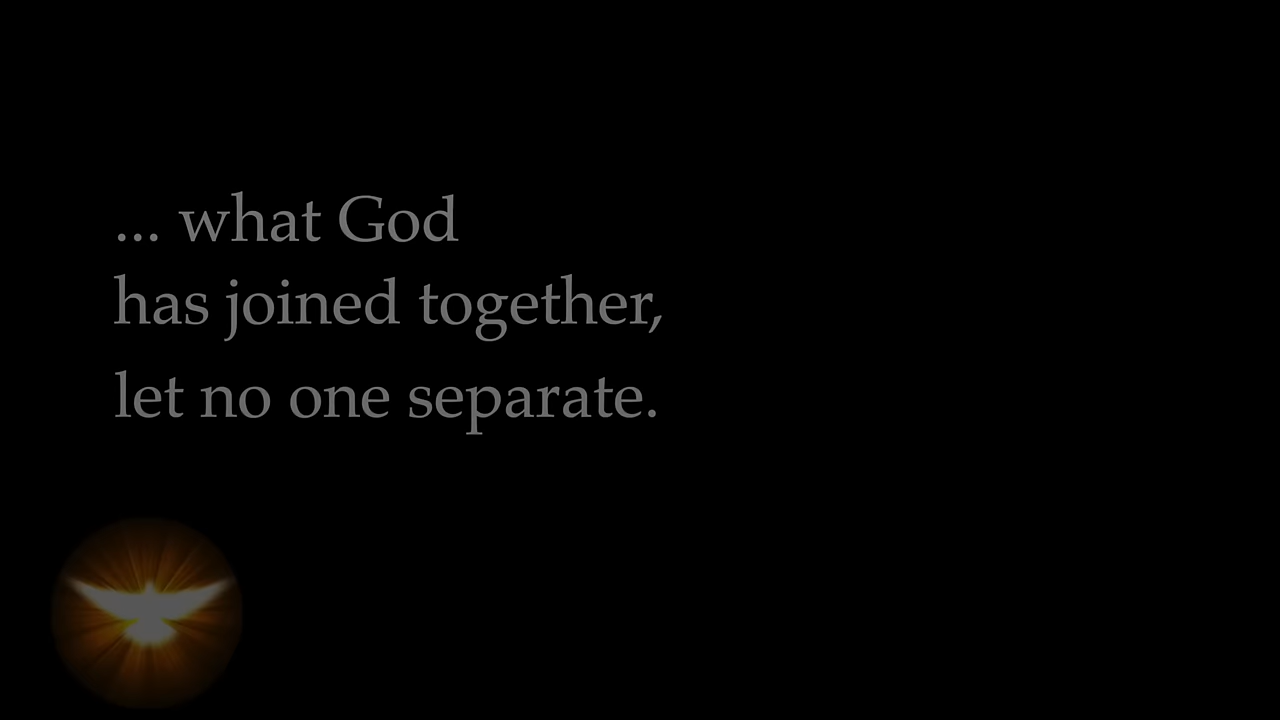 ... what God
has joined together,
let no one separate.